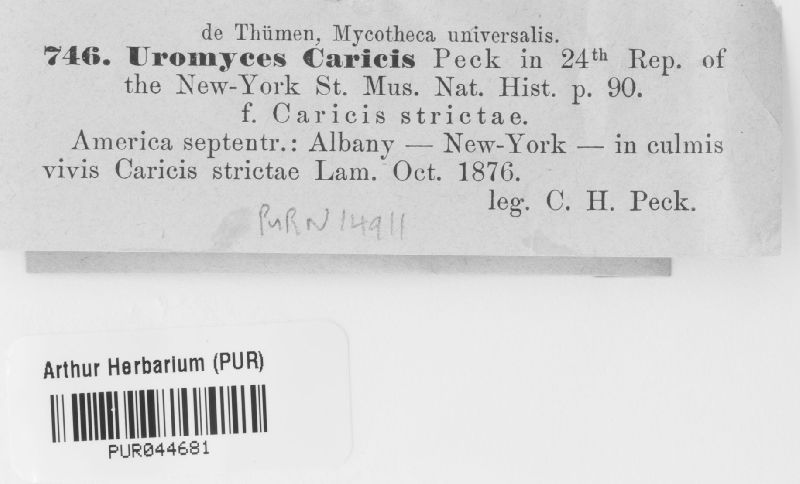 de Thümen, Mycotheca universalis.
746. Uromyces Caricis Peck in 24th Rep. of
the New-York St. Mus. Nat. Hist. p. 90.
f. Caricis strictae.
America septentr.: Albany — New-York — in culmis
vivis Caricis strictae Lam. Oct. 1876.
leg. C. H. Peck.
PUR N 14911
Arthur Herbarium (PUR)
PUR044681